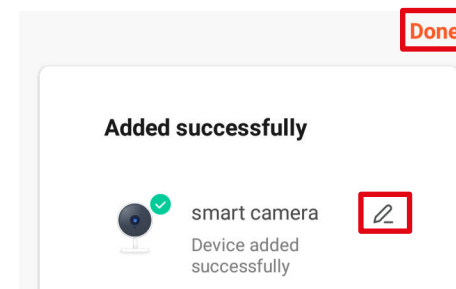 Done
Added successfully
smart camera
Device added
successfully